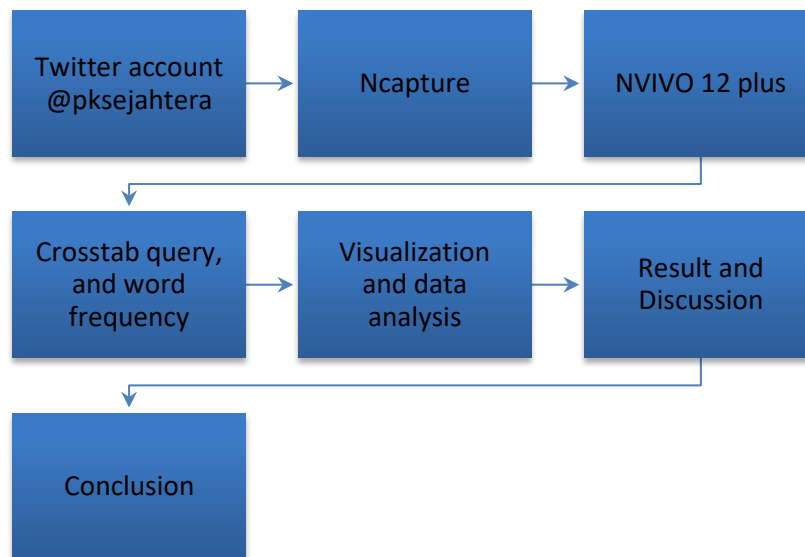 Twitter account
@pksejahtera
Ncapture
NVIVO 12 plus
Crosstab query,
and word
frequency
Visualization
and data
analysis
Result and
Discussion
Conclusion